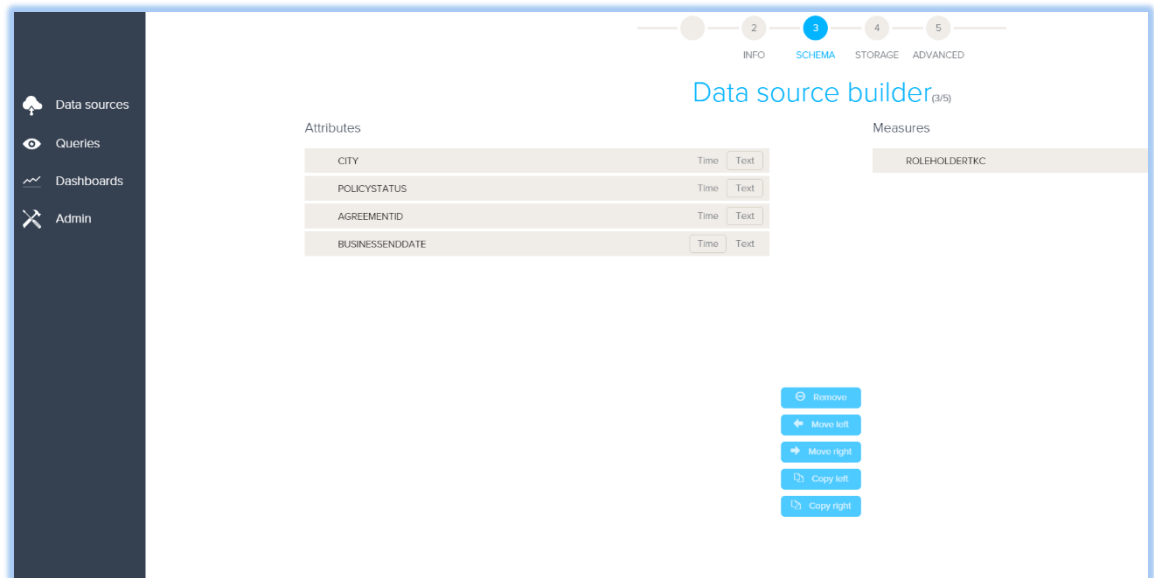 2 3 4 5
INFO SCHEMA STORAGE ADVANCED
Data source builder(3/5)
Data sources
Queries
Dashboards
Admin
Attributes
CITY Time Text
POLICYSTATUS Time Text
AGREEMENTID Time Text
BUSINESSENDDATE Time Text
Remove
Move left
Move right
Copy left
Copy right
Measures
ROLEHOLDERTKC